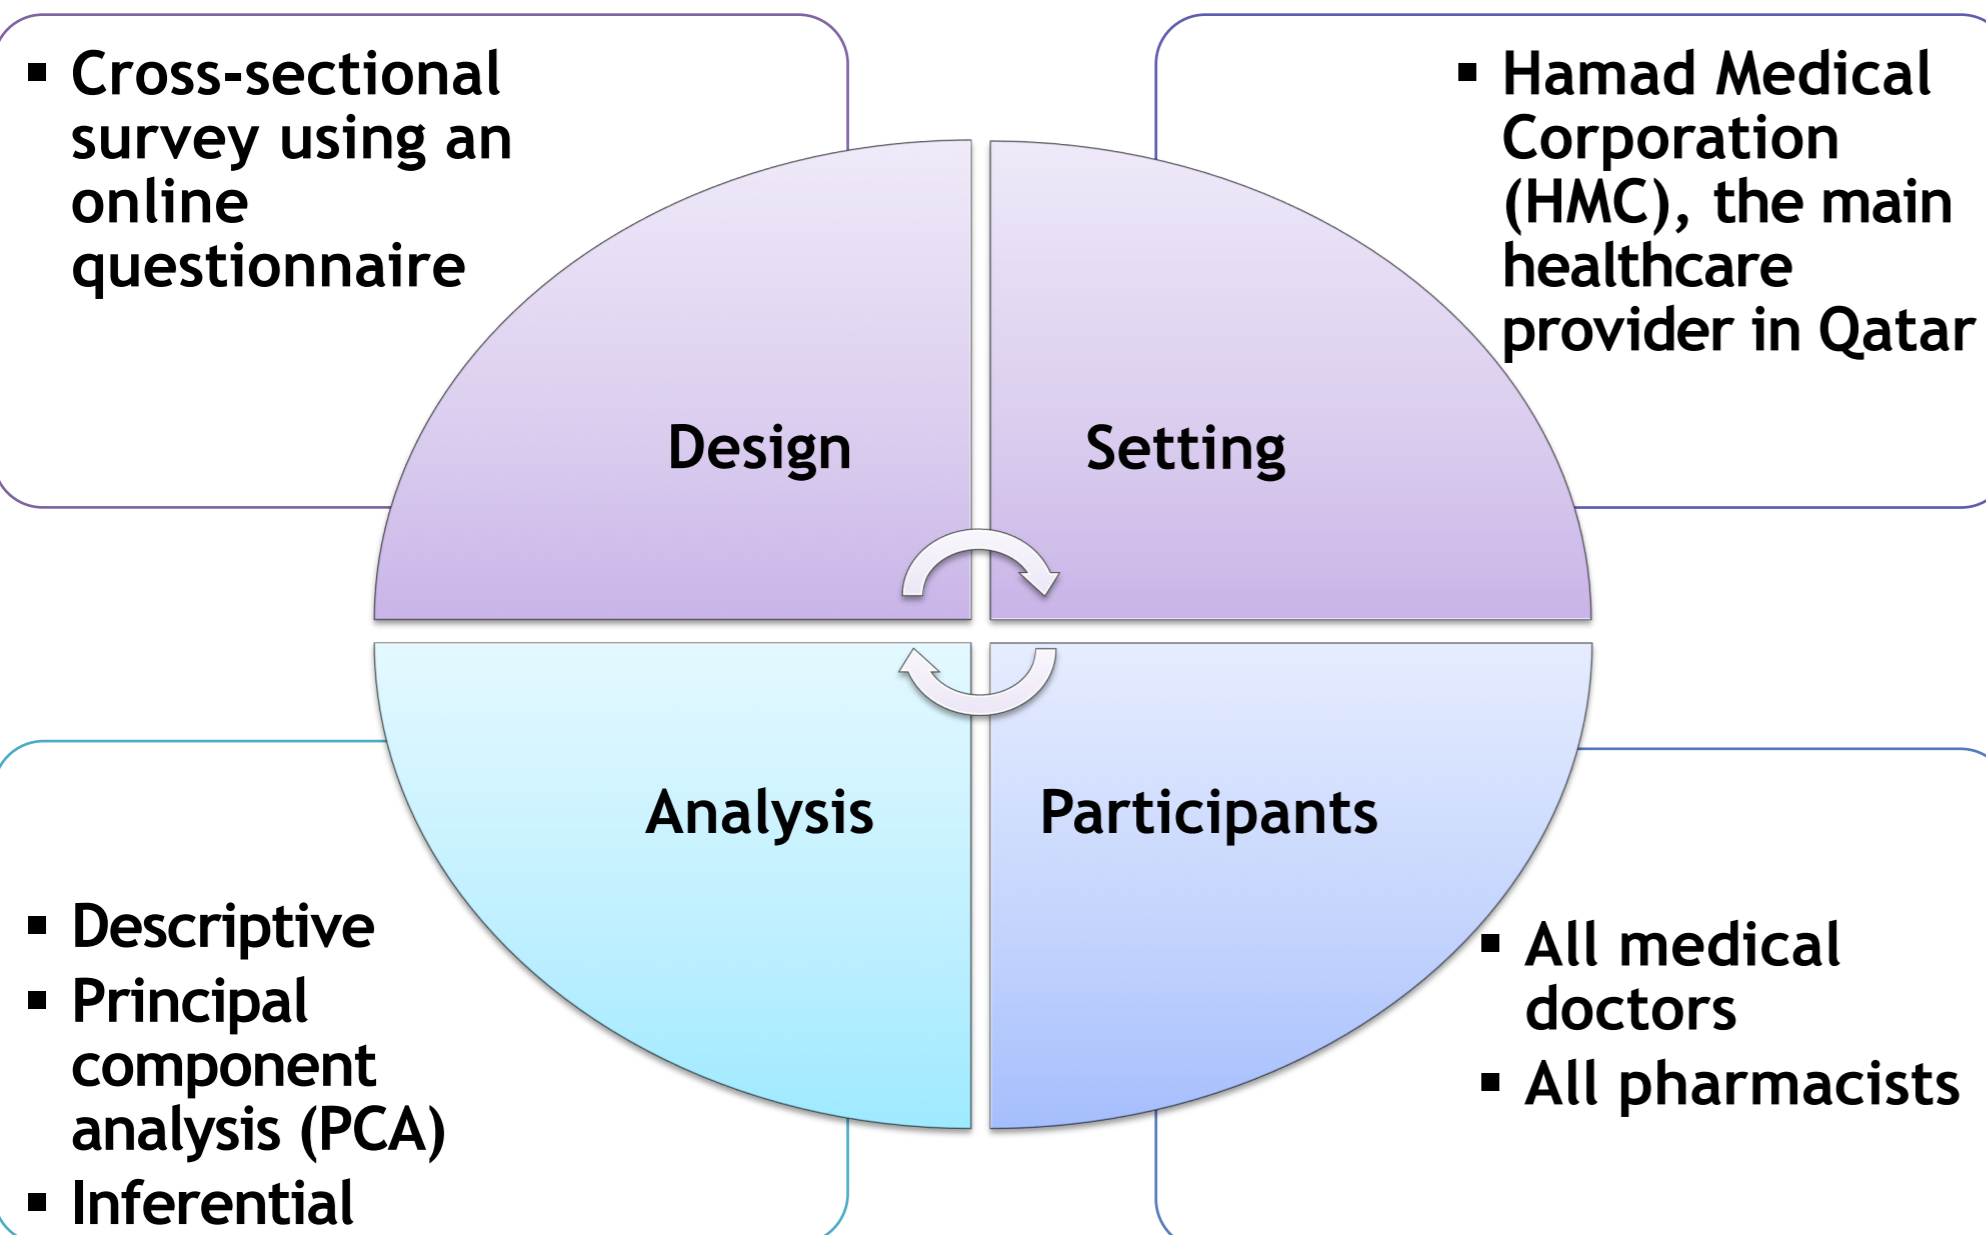 ▪ Cross-sectional
survey using an
online
questionnaire
▪ Hamad Medical
Corporation
(HMC), the main
healthcare
provider in Qatar
Design
Setting
Analysis
Participants
▪ Descriptive
▪ Principal
component
analysis (PCA)
▪ Inferential
▪ All medical
doctors
▪ All pharmacists